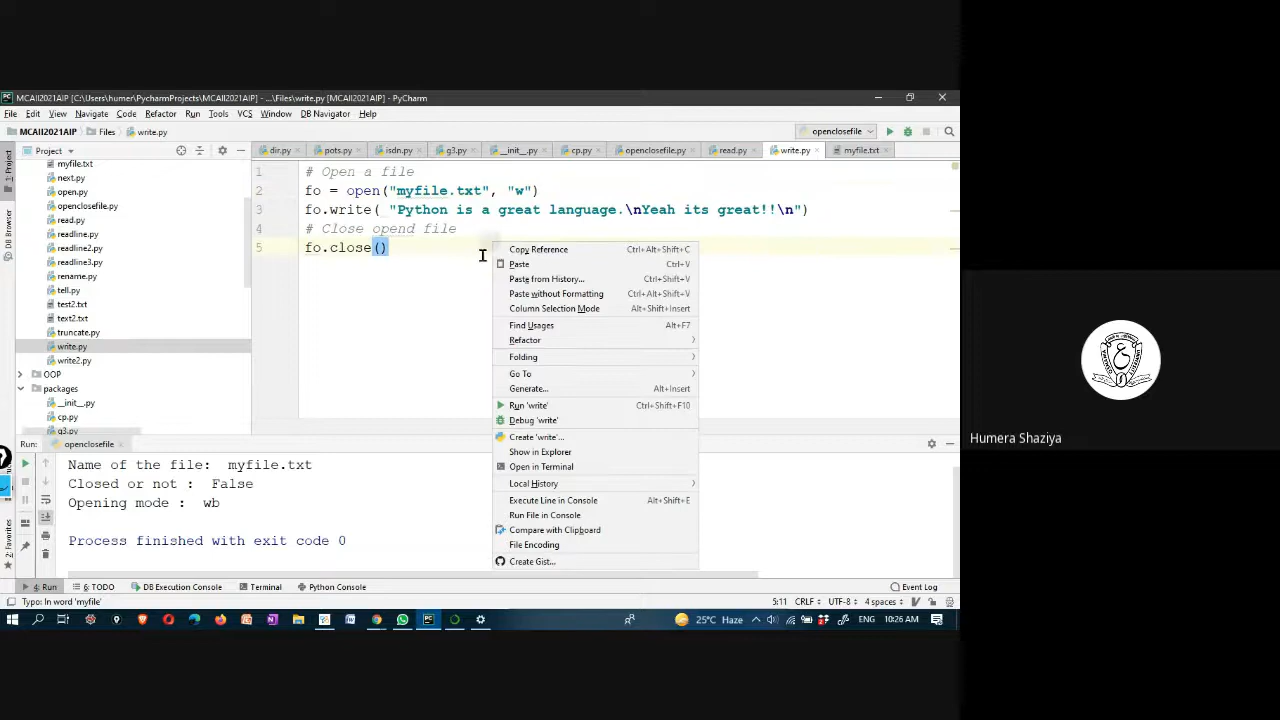 MCAII2021AIP [C:\Users\humer\PycharmProjects\MCAII2021AIP] - ...\Files\write.py [MCAII2021AIP] - PyCharm
File Edit View Navigate Code Refactor Run Tools VCS Window DB Navigator Help
MCAII2021AIP Files write.py openclosefile
Project dir.py pots.py isdn.py g3.py __init__.py cp.py openclosefile.py read.py write.py myfile.txt
1: Project
DB Browser
myfile.txt
next.py
open.py
openclosefile.py
read.py
readline.py
readline2.py
readline3.py
rename.py
tell.py
test2.txt
text2.txt
truncate.py
write.py
write2.py
OOP
packages
__init__.py
cp.py
g3.py
1 # Open a file
2 fo = open("myfile.txt", "w")
3 fo.write( "Python is a great language.\nYeah its great!!\n")
4 # Close opend file
5 fo.close()
Copy Reference Ctrl+Alt+Shift+C
Paste Ctrl+V
Paste from History... Ctrl+Shift+V
Paste without Formatting Ctrl+Alt+Shift+V
Column Selection Mode Alt+Shift+Insert
Find Usages Alt+F7
Refactor
Folding
Go To
Generate... Alt+Insert
Run 'write' Ctrl+Shift+F10
Debug 'write'
Create 'write'...
Show in Explorer
Open in Terminal
Local History
Execute Line in Console Alt+Shift+E
Run File in Console
Compare with Clipboard
File Encoding
Create Gist...
Run: openclosefile
Name of the file:  myfile.txt
Closed or not :  False
Opening mode :  wb
Process finished with exit code 0
2: Favorites
4: Run 6: TODO DB Execution Console Terminal Python Console Event Log
Typo: In word 'myfile' 5:11 CRLF UTF-8 4 spaces
25°C Haze ENG 10:26 AM
Humera Shaziya